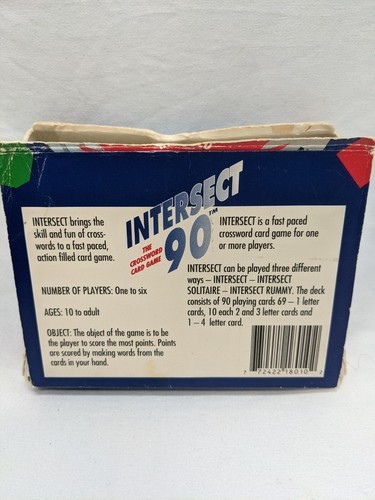 INTERSECT brings the
skill and fun of cross-
words to a fast paced,
action filled card game.
NUMBER OF PLAYERS: One to six
AGES: 10 to adult
OBJECT: The object of the game is to be
the player to score the most points. Points
are scored by making words from the
cards in your hand.
INTERSECT
90™
THE
CROSSWORD
CARD GAME
INTERSECT is a fast paced
crossword card game for one
or more players.
INTERSECT can be played three different
ways – INTERSECT – INTERSECT
SOLITAIRE – INTERSECT RUMMY. The deck
consists of 90 playing cards 69 – 1 letter
cards, 10 each 2 and 3 letter cards and
1 – 4 letter card.
7 72422 18010 2